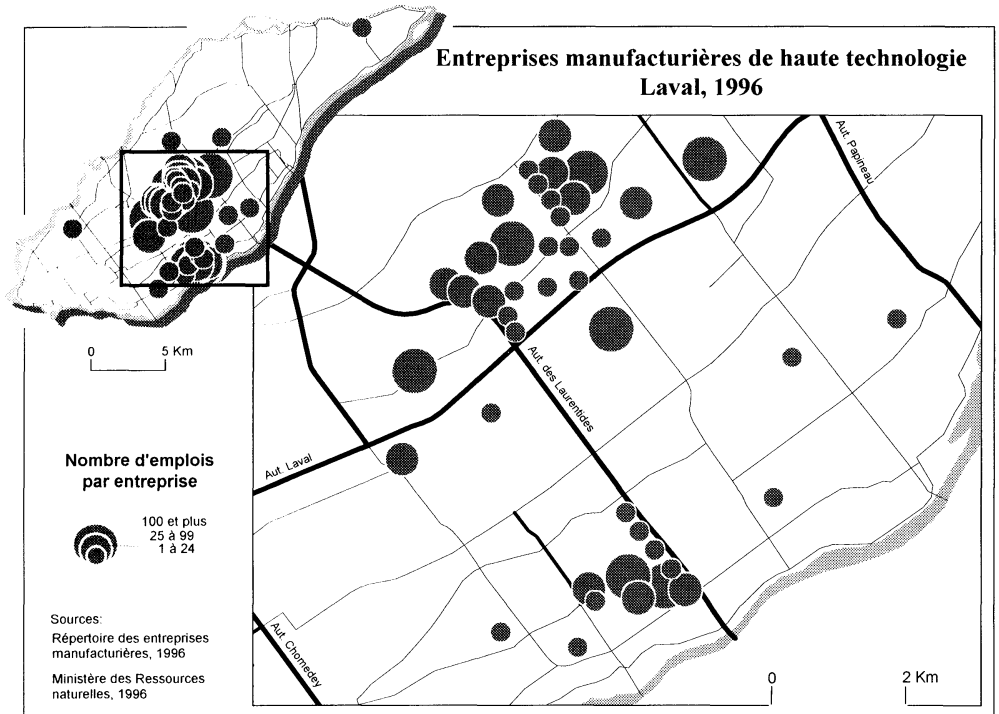 Entreprises manufacturières de haute technologie
Laval, 1996
Aut. Papineau
Aut. des Laurentides
Aut. Laval
Aut. Chomedey
0 5 Km
Nombre d'emplois
par entreprise
100 et plus
25 à 99
1 à 24
Sources:
Répertoire des entreprises
manufacturières, 1996
Ministère des Ressources
naturelles, 1996
0 2 Km